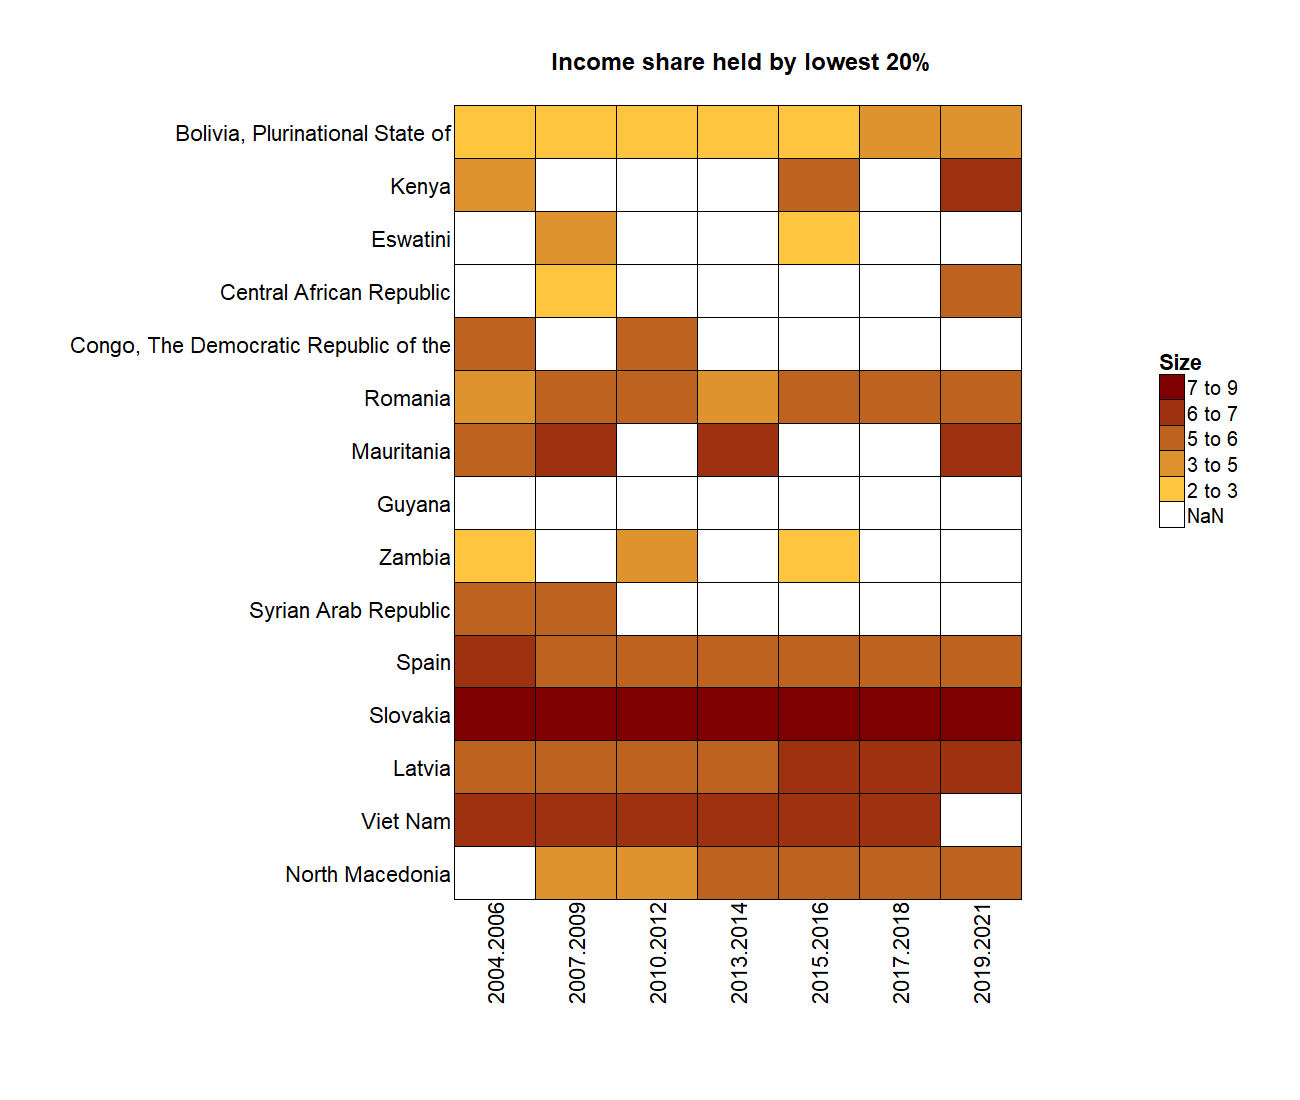 Income share held by lowest 20%
Bolivia, Plurinational State of
Kenya
Eswatini
Central African Republic
Congo, The Democratic Republic of the
Romania
Mauritania
Guyana
Zambia
Syrian Arab Republic
Spain
Slovakia
Latvia
Viet Nam
North Macedonia
2004.2006
2007.2009
2010.2012
2013.2014
2015.2016
2017.2018
2019.2021
Size
7 to 9
6 to 7
5 to 6
3 to 5
2 to 3
NaN